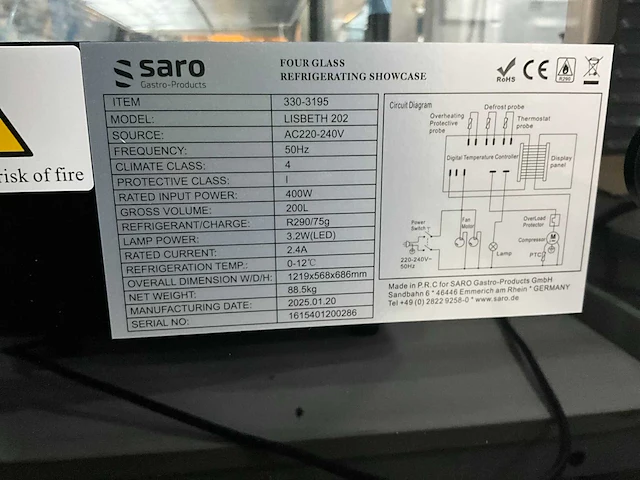 saro
Gastro-Products
FOUR GLASS
REFRIGERATING SHOWCASE
RoHS
CE
R290
risk of fire
ITEM 330-3195
MODEL: LISBETH 202
SOURCE: AC220-240V
FREQUENCY: 50Hz
CLIMATE CLASS: 4
PROTECTIVE CLASS: I
RATED INPUT POWER: 400W
GROSS VOLUME: 200L
REFRIGERANT/CHARGE: R290/75g
LAMP POWER: 3.2W(LED)
RATED CURRENT: 2.4A
REFRIGERATION TEMP.: 0-12℃
OVERALL DIMENSION W/D/H: 1219x568x686mm
NET WEIGHT: 88.5kg
MANUFACTURING DATE: 2025.01.20
SERIAL NO: 1615401200286
Circuit Diagram
Defrost probe
Overheating
Protective
probe
Thermostat
probe
Digital Temperature Controller
Display
panel
Power
Switch
Fan
Motor
OverLoad
Protector
Compressor
M
Lamp
PTC
220-240V~
50Hz
Made in P.R.C for SARO Gastro-Products GmbH
Sandbahn 6 * 46446 Emmerich am Rhein * GERMANY
Tel +49 (0) 2822 9258-0 * www.saro.de